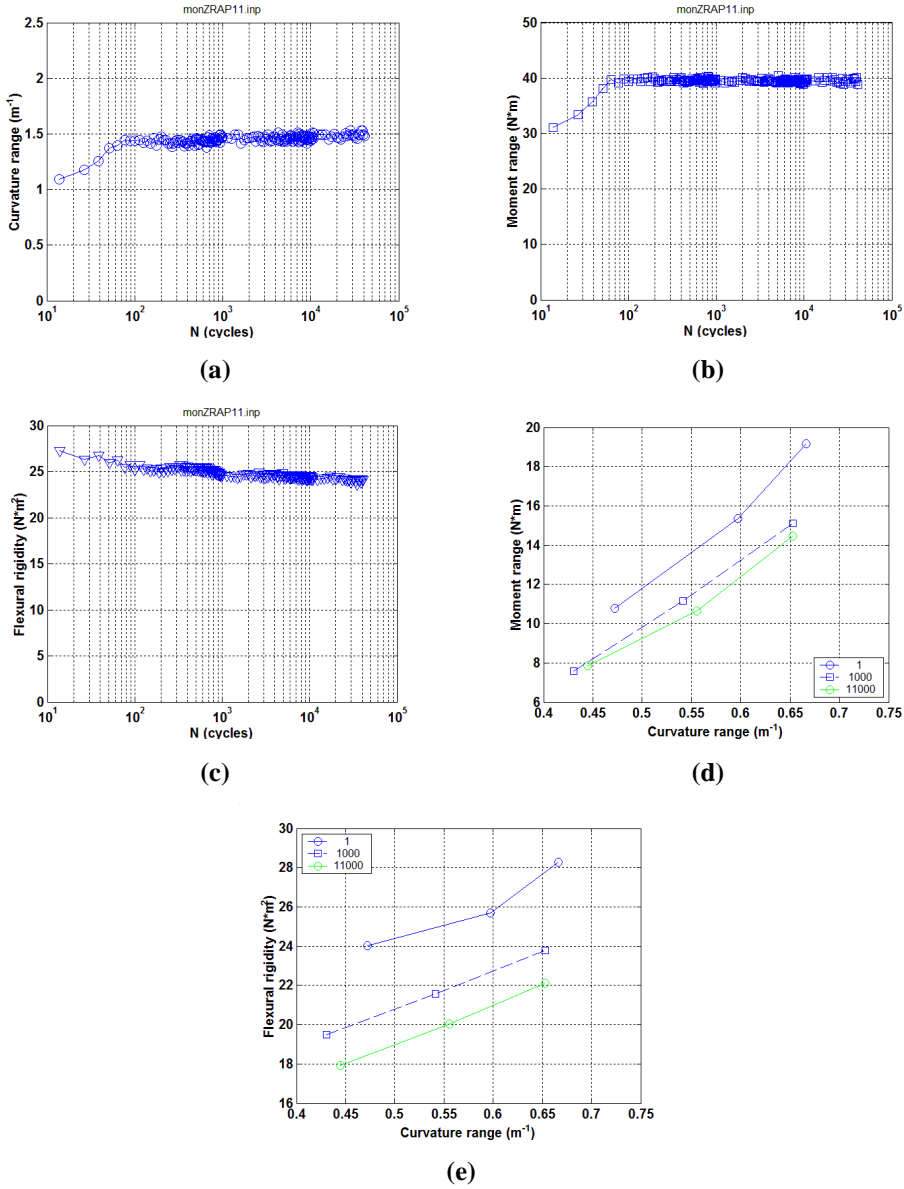 monZRAP11.inp
2.5
2
1.5
1
0.5
0
Curvature range (m⁻¹)
10¹ 10² 10³ 10⁴ 10⁵
N (cycles)
(a)
monZRAP11.inp
50
40
30
20
10
0
Moment range (N*m)
10¹ 10² 10³ 10⁴ 10⁵
N (cycles)
(b)
monZRAP11.inp
30
25
20
15
10
5
0
Flexural rigidity (N*m²)
10¹ 10² 10³ 10⁴ 10⁵
N (cycles)
(c)
20
18
16
14
12
10
8
6
Moment range (N*m)
1
1000
11000
0.4 0.45 0.5 0.55 0.6 0.65 0.7 0.75
Curvature range (m⁻¹)
(d)
30
28
26
24
22
20
18
16
Flexural rigidity (N*m²)
1
1000
11000
0.4 0.45 0.5 0.55 0.6 0.65 0.7 0.75
Curvature range (m⁻¹)
(e)